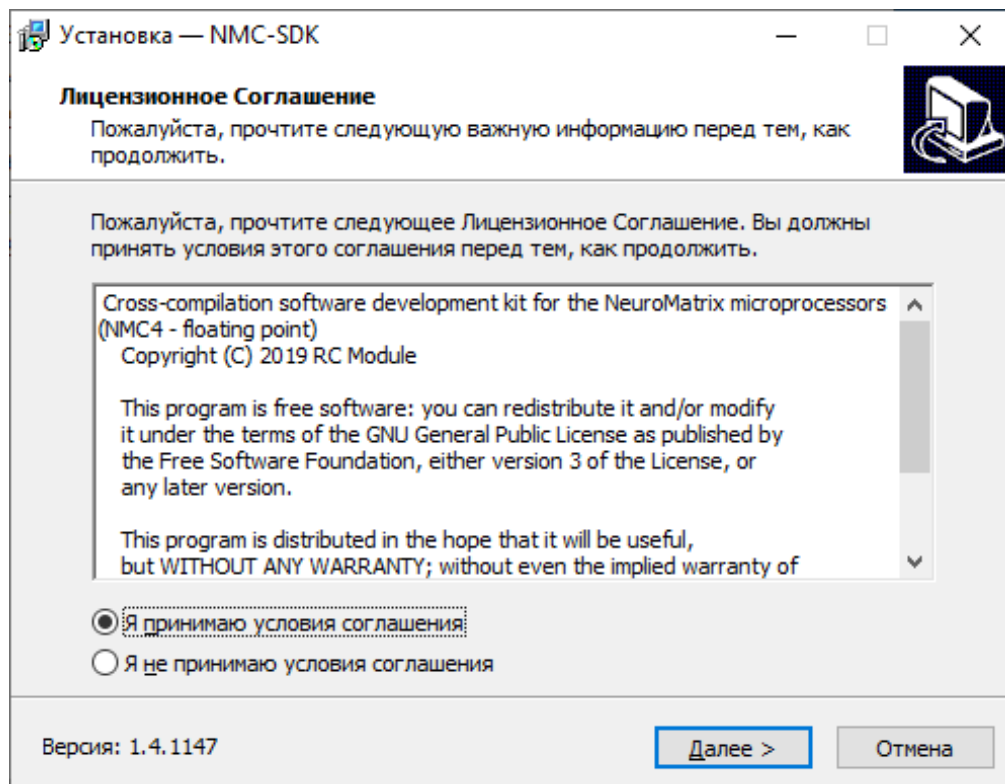 Установка — NMC-SDK
Лицензионное Соглашение
Пожалуйста, прочтите следующую важную информацию перед тем, как
продолжить.
Пожалуйста, прочтите следующее Лицензионное Соглашение. Вы должны
принять условия этого соглашения перед тем, как продолжить.
Cross-compilation software development kit for the NeuroMatrix microprocessors
(NMC4 - floating point)
Copyright (C) 2019 RC Module
This program is free software: you can redistribute it and/or modify
it under the terms of the GNU General Public License as published by
the Free Software Foundation, either version 3 of the License, or
any later version.
This program is distributed in the hope that it will be useful,
but WITHOUT ANY WARRANTY; without even the implied warranty of
Я принимаю условия соглашения
Я не принимаю условия соглашения
Версия: 1.4.1147
Далее >
Отмена